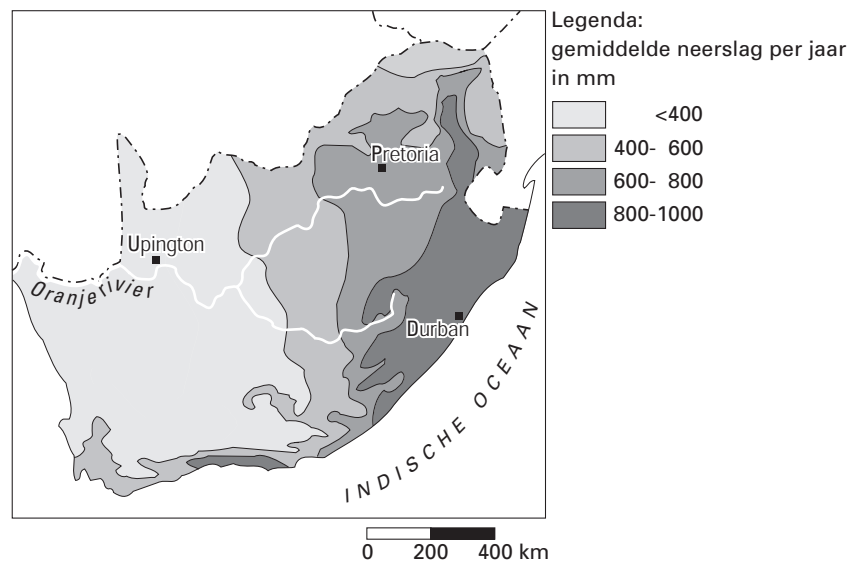 Legenda:
gemiddelde neerslag per jaar
in mm
<400
400- 600
600- 800
800-1000
Pretoria
Upington
Oranjerivier
Durban
INDISCHE OCEAAN
0 200 400 km